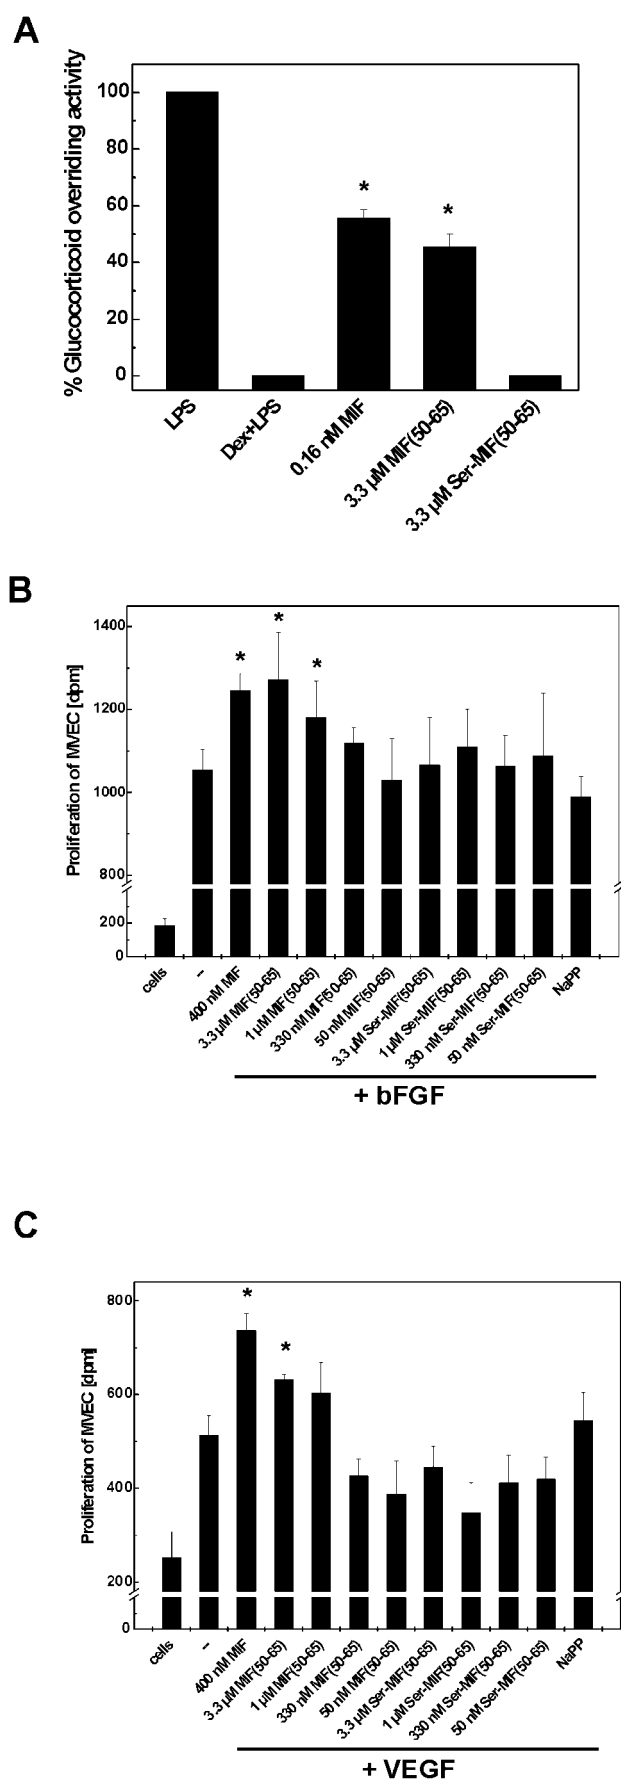 A
% Glucocorticoid overriding activity
100
80
60
40
20
0
*
*
LPS
Dex+LPS
0.16 nM MIF
3.3 µM MIF(50-65)
3.3 µM Ser-MIF(50-65)
B
Proliferation of MVEC [dpm]
1400
1200
1000
800
200
0
*
*
*
cells
–
400 nM MIF
3.3 µM MIF(50-65)
1 µM MIF(50-65)
330 nM MIF(50-65)
50 nM MIF(50-65)
3.3 µM Ser-MIF(50-65)
1 µM Ser-MIF(50-65)
330 nM Ser-MIF(50-65)
50 nM Ser-MIF(50-65)
NaPP
+ bFGF
C
Proliferation of MVEC [dpm]
800
600
400
200
0
*
*
cells
–
400 nM MIF
3.3 µM MIF(50-65)
1 µM MIF(50-65)
330 nM MIF(50-65)
50 nM MIF(50-65)
3.3 µM Ser-MIF(50-65)
1 µM Ser-MIF(50-65)
330 nM Ser-MIF(50-65)
50 nM Ser-MIF(50-65)
NaPP
+ VEGF